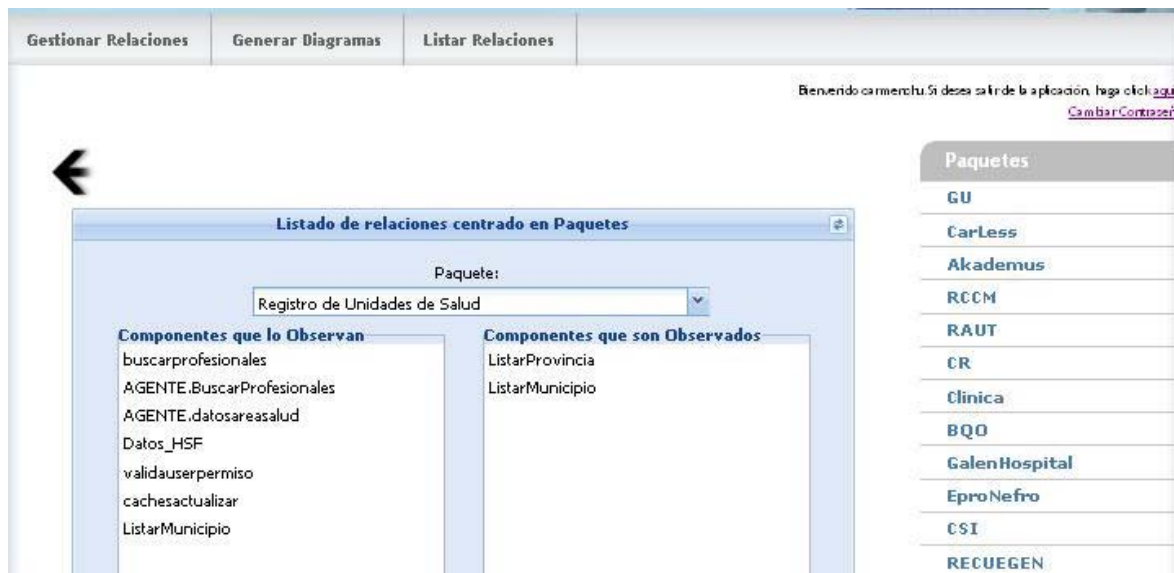 Gestionar Relaciones
Generar Diagramas
Listar Relaciones
Bienvenido carmenchu.Si desea salir de la aplicación, haga click aquí
Cambiar Contraseñ
Paquetes
GU
CarLess
Akademus
RCCM
RAUT
CR
Clinica
BQO
GalenHospital
EproNefro
CSI
RECUEGEN
Listado de relaciones centrado en Paquetes
Paquete:
Registro de Unidades de Salud
Componentes que lo Observan
buscarprofesionales
AGENTE.BuscarProfesionales
AGENTE.datosareasalud
Datos_HSF
validauserpermiso
cachesactualizar
ListarMunicipio
Componentes que son Observados
ListarProvincia
ListarMunicipio